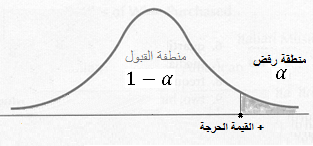 منطقة القبول
1 − α
منطقة رفض
α
+ القيمة الحرجة